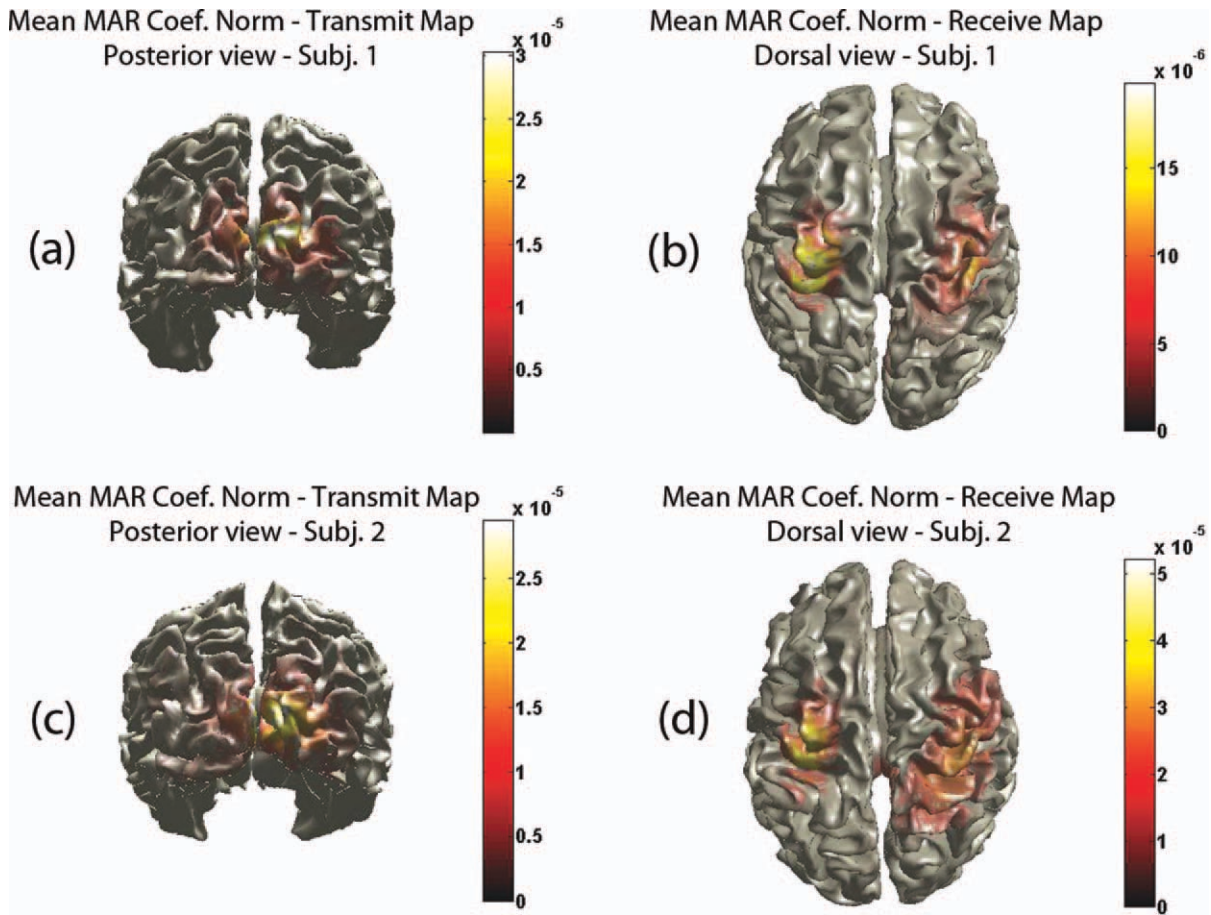 Mean MAR Coef. Norm - Transmit Map
Posterior view - Subj. 1
x 10⁻⁵
3
2.5
2
1.5
1
0.5
(a)
Mean MAR Coef. Norm - Receive Map
Dorsal view - Subj. 1
x 10⁻⁶
15
10
5
0
(b)
Mean MAR Coef. Norm - Transmit Map
Posterior view - Subj. 2
x 10⁻⁵
2.5
2
1.5
1
0.5
0
(c)
Mean MAR Coef. Norm - Receive Map
Dorsal view - Subj. 2
x 10⁻⁵
5
4
3
2
1
0
(d)